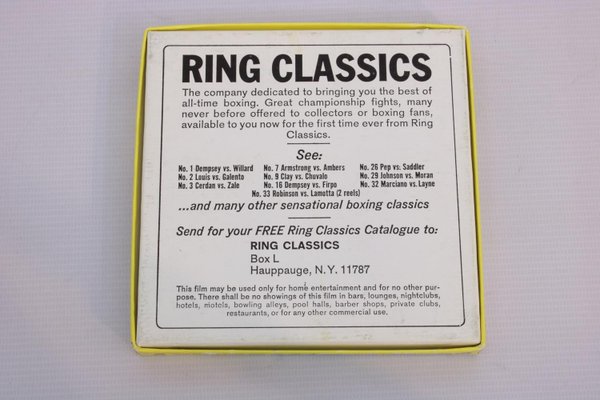 RING CLASSICS
The company dedicated to bringing you the best of
all-time boxing. Great championship fights, many
never before offered to collectors or boxing fans,
available to you now for the first time ever from Ring
Classics.
See:
No. 1 Dempsey vs. Willard No. 7 Armstrong vs. Ambers No. 26 Pep vs. Saddler
No. 2 Louis vs. Galento No. 9 Clay vs. Chuvalo No. 29 Johnson vs. Moran
No. 3 Cerdan vs. Zale No. 16 Dempsey vs. Firpo No. 32 Marciano vs. Layne
No. 33 Robinson vs. Lamotta (2 reels)
...and many other sensational boxing classics
Send for your FREE Ring Classics Catalogue to:
RING CLASSICS
Box L
Hauppauge, N.Y. 11787
This film may be used only for home entertainment and for no other pur-
pose. There shall be no showings of this film in bars, lounges, nightclubs,
hotels, motels, bowling alleys, pool halls, barber shops, private clubs,
restaurants, or for any other commercial use.